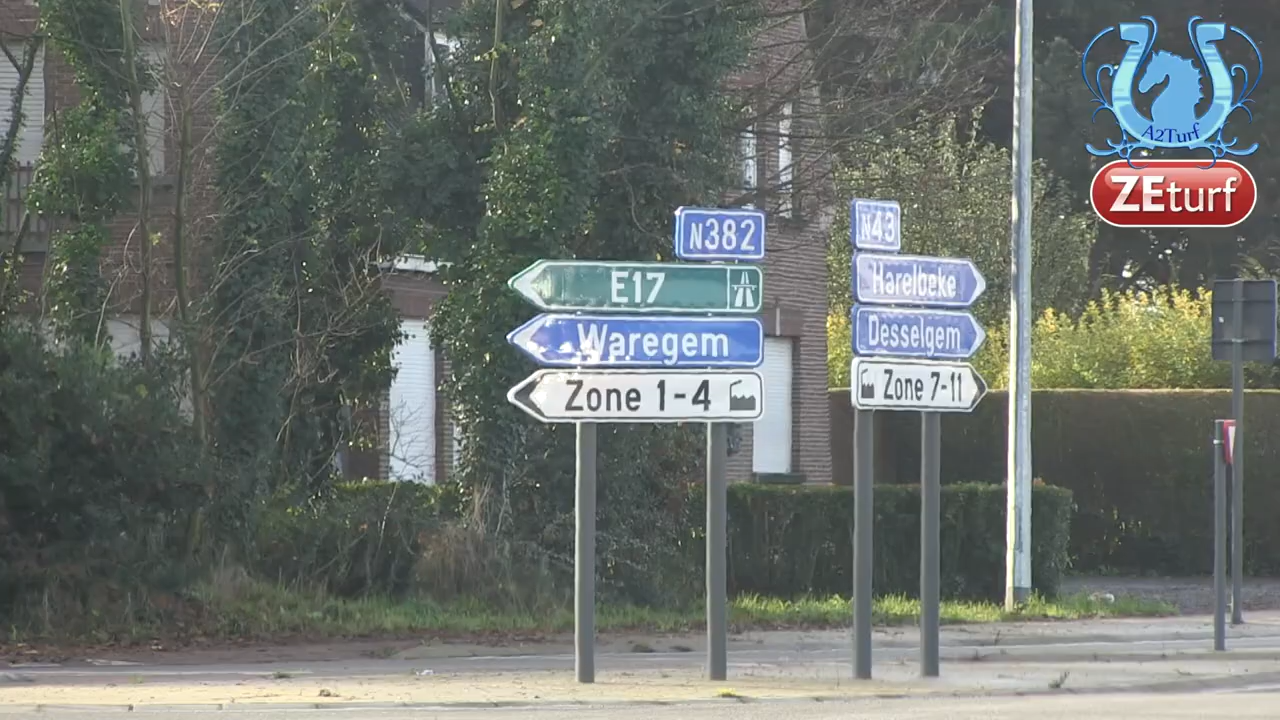 A2Turf
ZEturf
N382
E17
Waregem
Zone 1-4
N43
Harelbeke
Desselgem
Zone 7-11